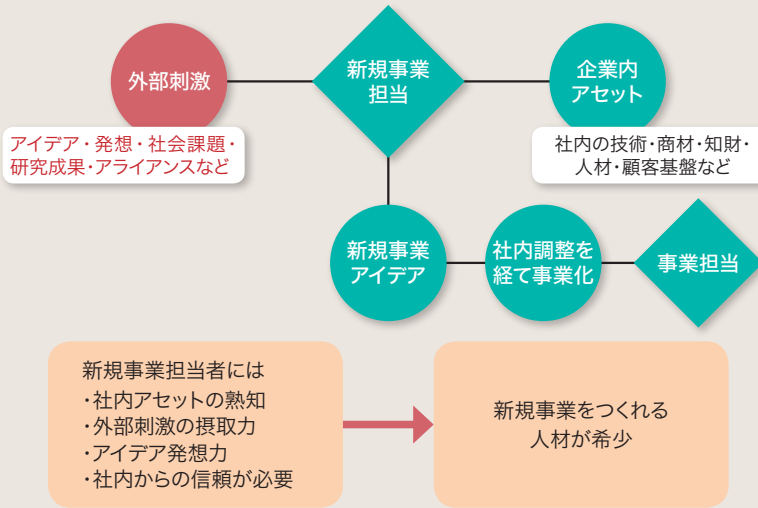 外部刺激
新規事業
担当
企業内
アセット
アイデア・発想・社会課題・
研究成果・アライアンスなど
社内の技術・商材・知財・
人材・顧客基盤など
新規事業
アイデア
社内調整を
経て事業化
事業担当
新規事業担当者には
・社内アセットの熟知
・外部刺激の摂取力
・アイデア発想力
・社内からの信頼が必要
新規事業をつくれる
人材が希少